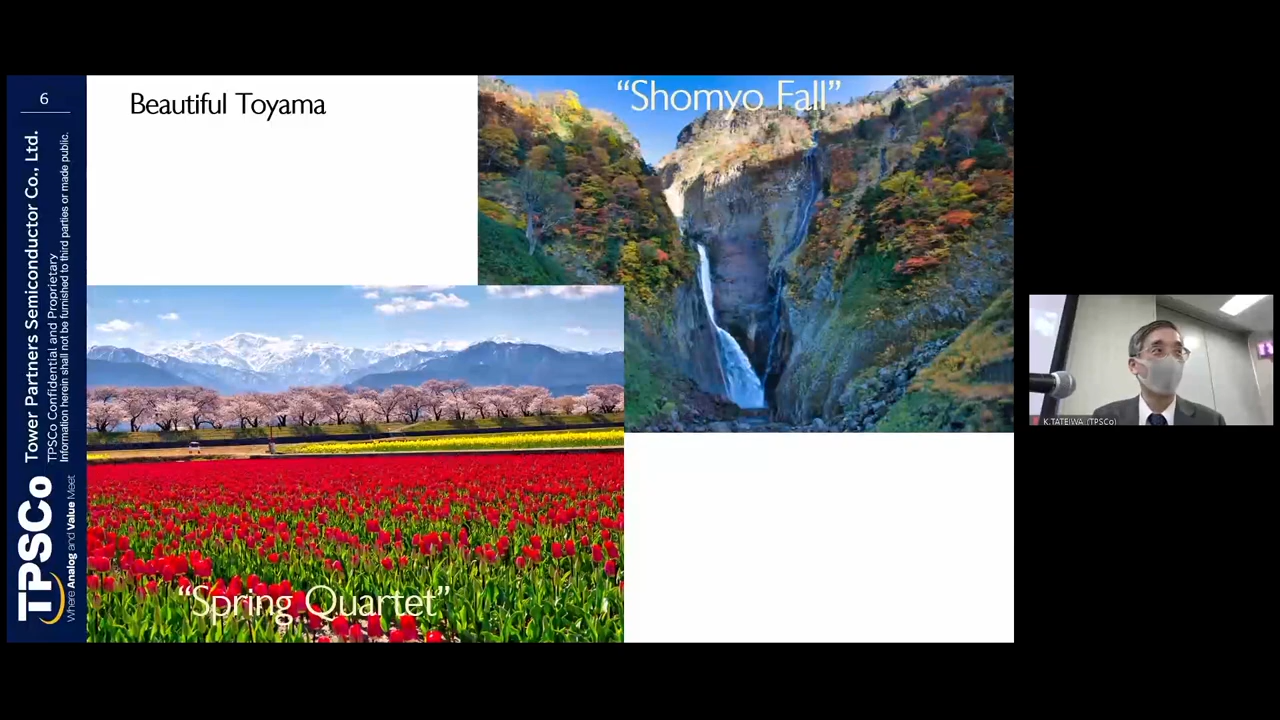 6
Tower Partners Semiconductor Co., Ltd.
TPSCo Confidential and Proprietary
Information herein shall not be furnished to third parties or made public.
TPSCo
Where Analog and Value Meet
Beautiful Toyama
“Shomyo Fall”
“Spring Quartet”
K.TATEIWA (TPSCo)